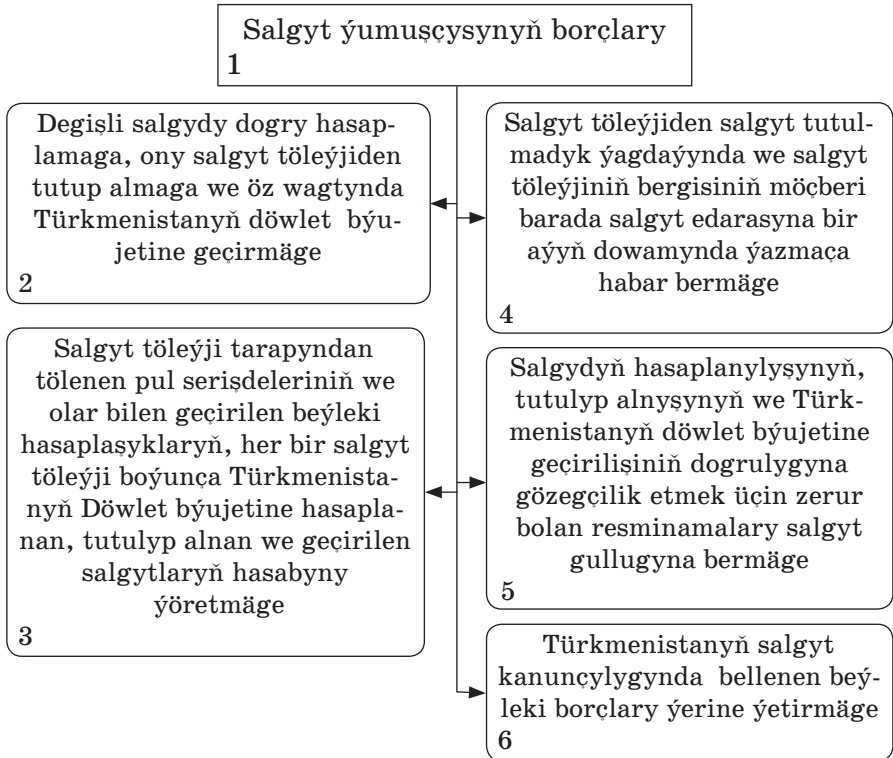 Salgyt ýumuşçysynyň borçlary
1
Degişli salgydy dogry hasap-
lamaga, ony salgyt töleýjiden
tutup almaga we öz wagtynda
Türkmenistanyň döwlet býu-
jetine geçirmäge
2
Salgyt töleýji tarapyndan
tölenen pul serişdeleriniň we
olar bilen geçirilen beýleki
hasaplaşyklaryň, her bir salgyt
töleýji boýunça Türkmenista-
nyň Döwlet býujetine hasapla-
nan, tutulyp alnan we geçirilen
salgytlaryň hasabyny
ýöretmäge
3
Salgyt töleýjiden salgyt tutul-
madyk ýagdaýynda we salgyt
töleýjiniň bergisiniň möçberi
barada salgyt edarasyna bir
aýyň dowamynda ýazmaça
habar bermäge
4
Salgydyň hasaplanylyşynyň,
tutulyp alnyşynyň we Türk-
menistanyň döwlet býujetine
geçirilişiniň dogrulygyna
gözegçilik etmek üçin zerur
bolan resminamalary salgyt
gullugyna bermäge
5
Türkmenistanyň salgyt
kanunçylygynda bellenen beý-
leki borçlary ýerine ýetirmäge
6